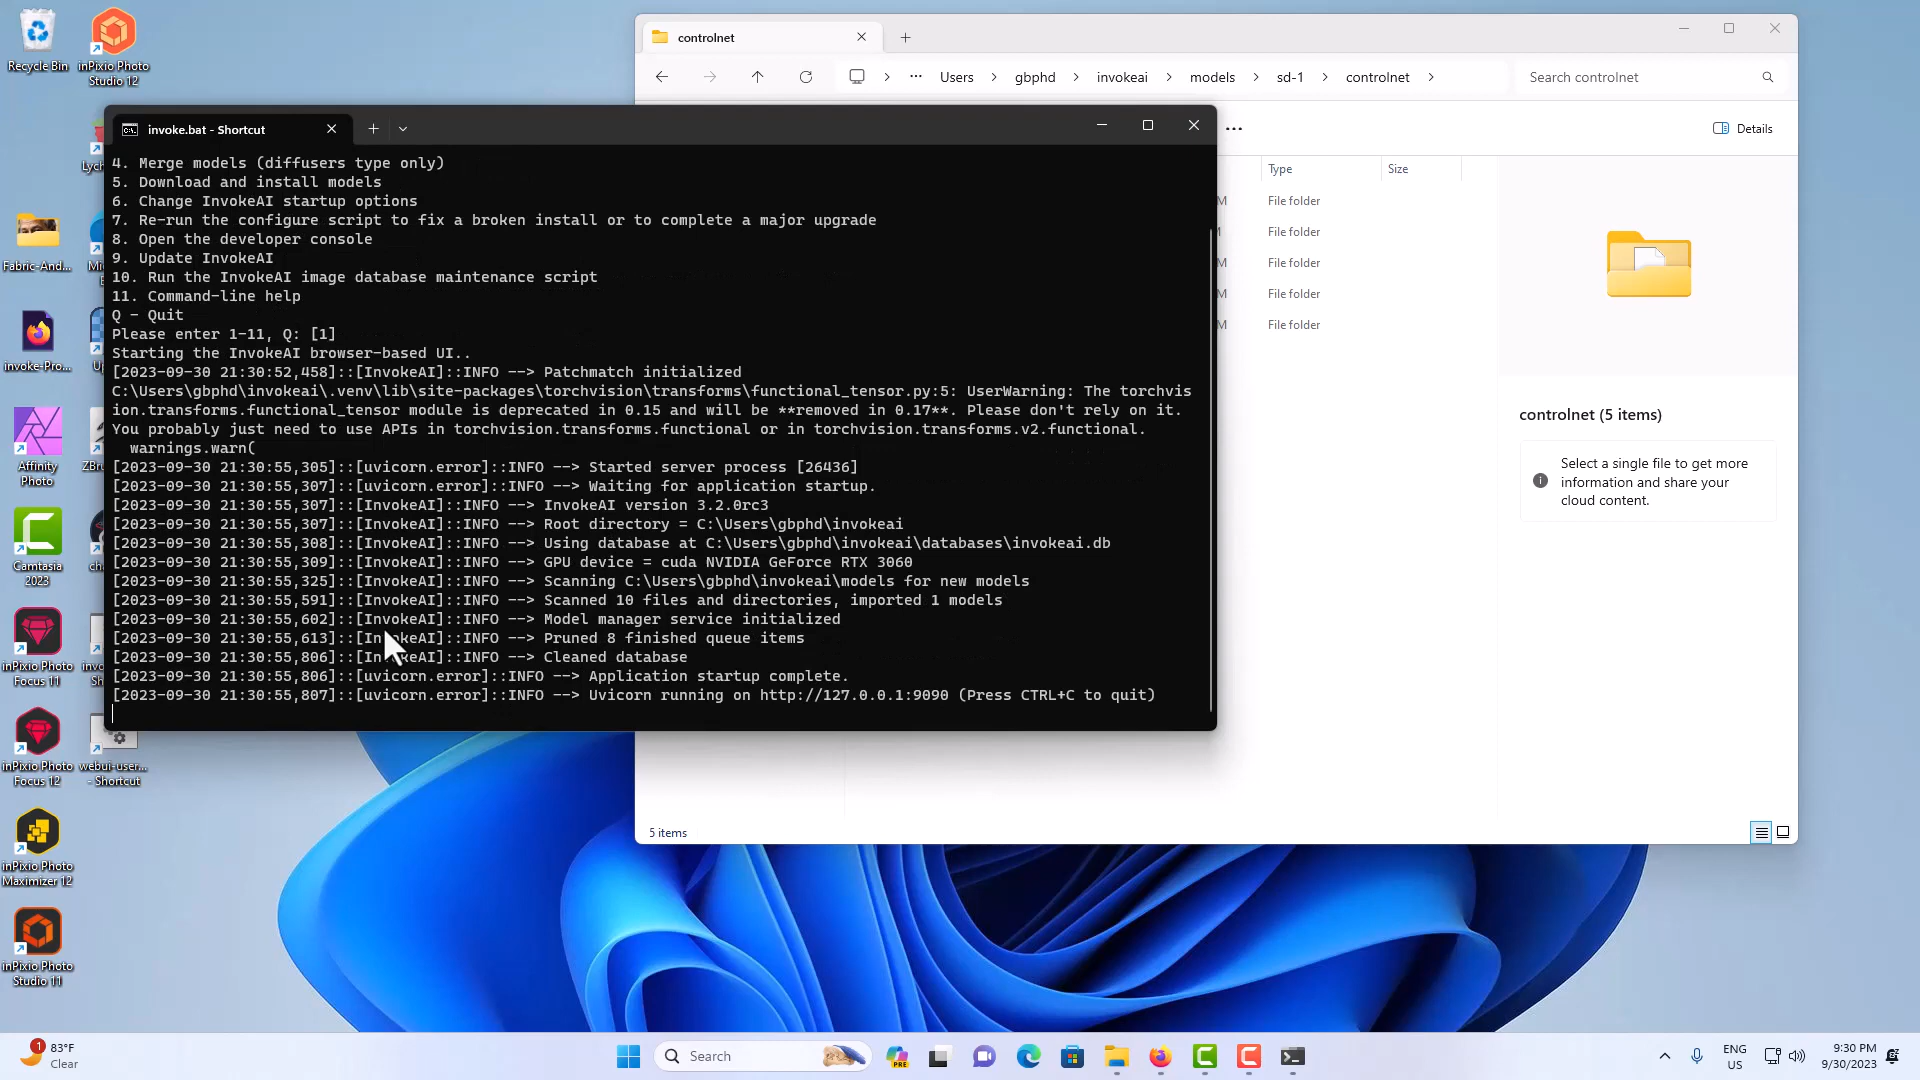 Recycle Bin
inPixio Photo
Studio 12
Fabric-And...
invoke-Pro...
Affinity
Photo
Camtasia
2023
inPixio Photo
Focus 11
inPixio Photo
Focus 12
webui-user...
- Shortcut
inPixio Photo
Maximizer 12
inPixio Photo
Studio 11
controlnet
Users
gbphd
invokeai
models
sd-1
controlnet
Search controlnet
Details
Type
Size
File folder
File folder
File folder
File folder
File folder
controlnet (5 items)
Select a single file to get more
information and share your
cloud content.
5 items
invoke.bat - Shortcut
4. Merge models (diffusers type only)
5. Download and install models
6. Change InvokeAI startup options
7. Re-run the configure script to fix a broken install or to complete a major upgrade
8. Open the developer console
9. Update InvokeAI
10. Run the InvokeAI image database maintenance script
11. Command-line help
Q - Quit
Please enter 1-11, Q: [1]
Starting the InvokeAI browser-based UI..
[2023-09-30 21:30:52,458]::[InvokeAI]::INFO --> Patchmatch initialized
C:\Users\gbphd\invokeai\.venv\lib\site-packages\torchvision\transforms\functional_tensor.py:5: UserWarning: The torchvis
ion.transforms.functional_tensor module is deprecated in 0.15 and will be **removed in 0.17**. Please don't rely on it.
You probably just need to use APIs in torchvision.transforms.functional or in torchvision.transforms.v2.functional.
warnings.warn(
[2023-09-30 21:30:55,305]::[uvicorn.error]::INFO --> Started server process [26436]
[2023-09-30 21:30:55,307]::[uvicorn.error]::INFO --> Waiting for application startup.
[2023-09-30 21:30:55,307]::[InvokeAI]::INFO --> InvokeAI version 3.2.0rc3
[2023-09-30 21:30:55,307]::[InvokeAI]::INFO --> Root directory = C:\Users\gbphd\invokeai
[2023-09-30 21:30:55,308]::[InvokeAI]::INFO --> Using database at C:\Users\gbphd\invokeai\databases\invokeai.db
[2023-09-30 21:30:55,309]::[InvokeAI]::INFO --> GPU device = cuda NVIDIA GeForce RTX 3060
[2023-09-30 21:30:55,325]::[InvokeAI]::INFO --> Scanning C:\Users\gbphd\invokeai\models for new models
[2023-09-30 21:30:55,591]::[InvokeAI]::INFO --> Scanned 10 files and directories, imported 1 models
[2023-09-30 21:30:55,602]::[InvokeAI]::INFO --> Model manager service initialized
[2023-09-30 21:30:55,613]::[InvokeAI]::INFO --> Pruned 8 finished queue items
[2023-09-30 21:30:55,806]::[InvokeAI]::INFO --> Cleaned database
[2023-09-30 21:30:55,806]::[uvicorn.error]::INFO --> Application startup complete.
[2023-09-30 21:30:55,807]::[uvicorn.error]::INFO --> Uvicorn running on http://127.0.0.1:9090 (Press CTRL+C to quit)
1
83°F
Clear
Search
PRE
ENG
US
9:30 PM
9/30/2023